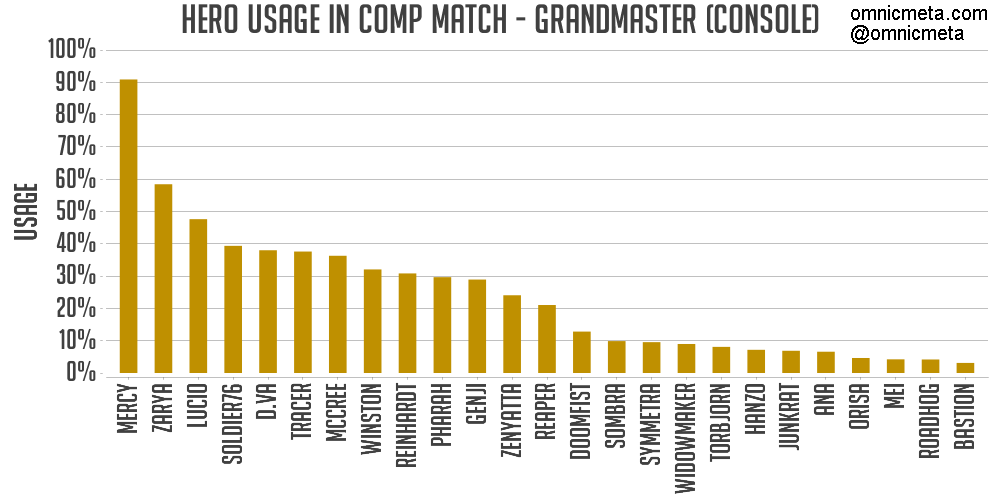 HERO USAGE IN COMP MATCH - GRANDMASTER (CONSOLE)
omnicmeta.com
@omnicmeta
100%
90%
80%
70%
60%
50%
40%
30%
20%
10%
0%
USAGE
MERCY
ZARYA
LUCIO
SOLDIER76
D.VA
TRACER
MCCREE
WINSTON
REINHARDT
PHARAH
GENJI
ZENYATTA
REAPER
DOOMFIST
SOMBRA
SYMMETRA
WIDOWMAKER
TORBJORN
HANZO
JUNKRAT
ANA
ORISA
MEI
ROADHOG
BASTION